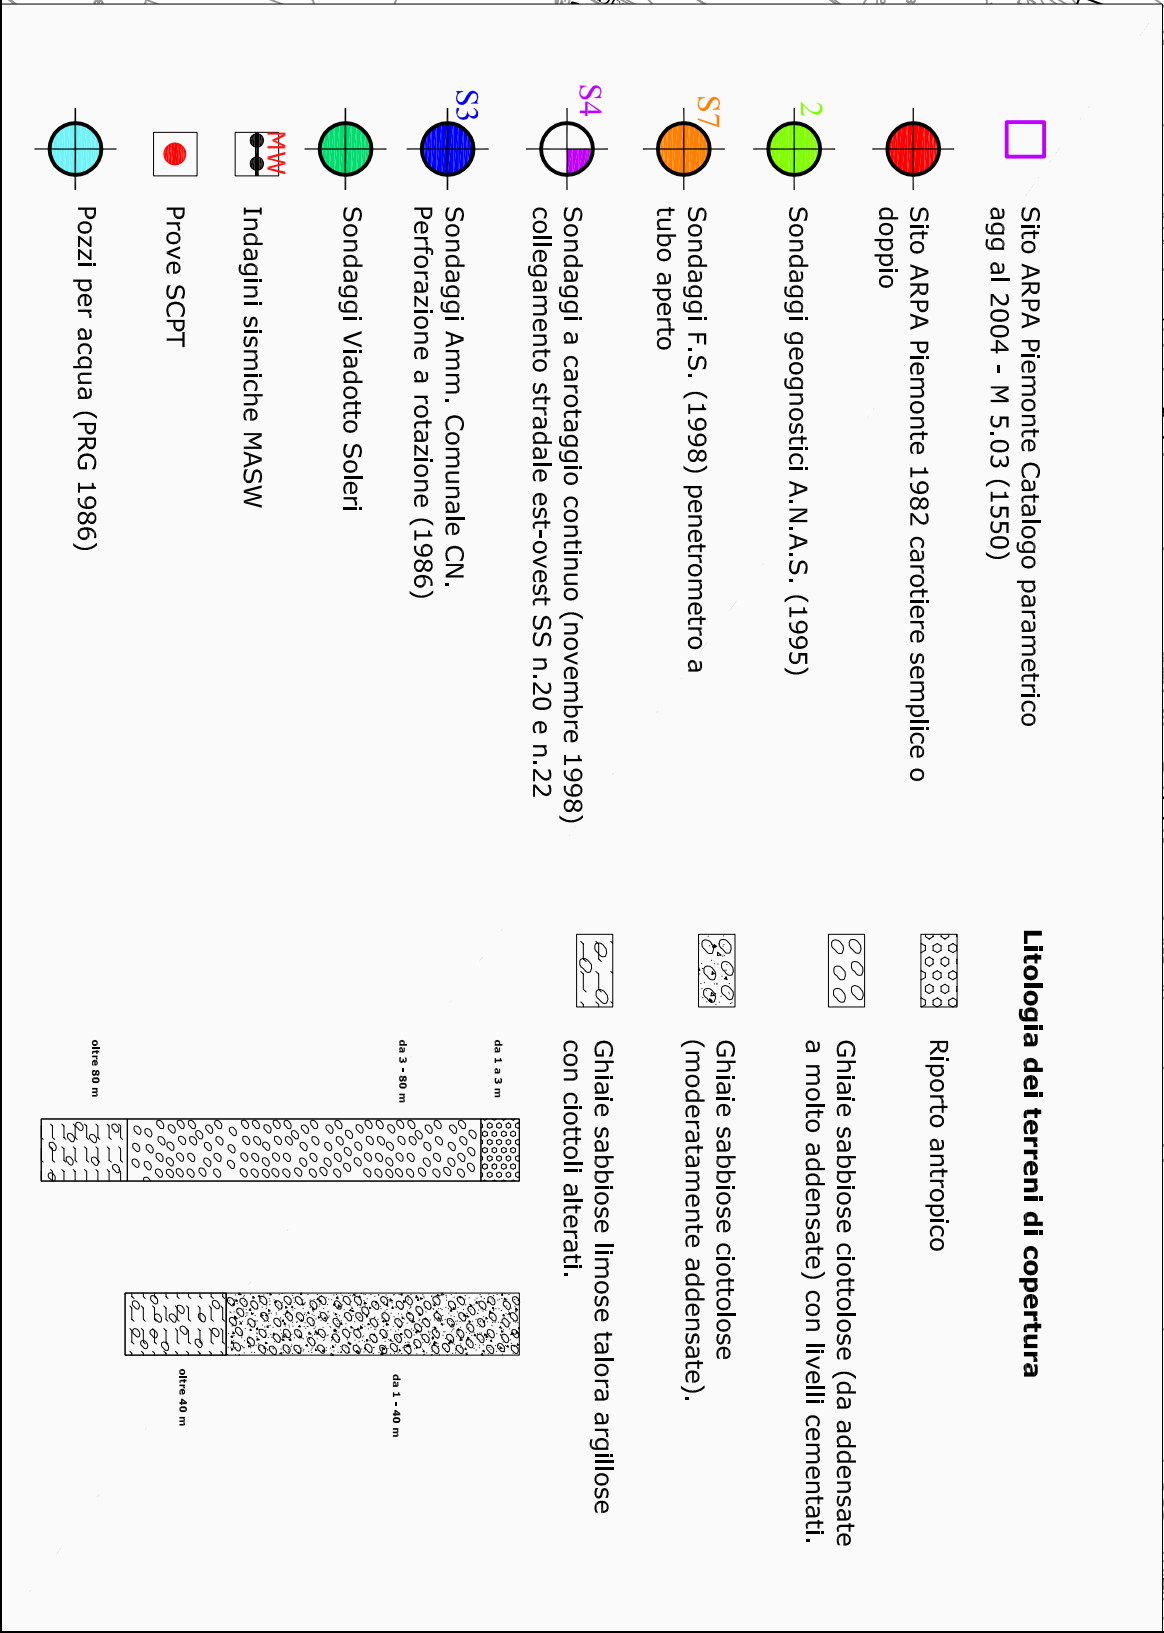 Sito ARPA Piemonte Catalogo parametrico
agg al 2004 - M 5.03 (1550)
Sito ARPA Piemonte 1982 carotiere semplice o
doppio
2
Sondaggi geognostici A.N.A.S. (1995)
S7
Sondaggi F.S. (1998) penetrometro a
tubo aperto
S4
Sondaggi a carotaggio continuo (novembre 1998)
collegamento stradale est-ovest SS n.20 e n.22
S3
Sondaggi Amm. Comunale CN.
Perforazione a rotazione (1986)
Sondaggi Viadotto Soleri
MW
Indagini sismiche MASW
Prove SCPT
Pozzi per acqua (PRG 1986)
Litologia dei terreni di copertura
Riporto antropico
Ghiaie sabbiose ciottolose (da addensate
a molto addensate) con livelli cementati.
Ghiaie sabbiose ciottolose
(moderatamente addensate).
Ghiaie sabbiose limose talora argillose
con ciottoli alterati.
da 1 a 3 m
da 3 - 80 m
oltre 80 m
da 1 - 40 m
oltre 40 m